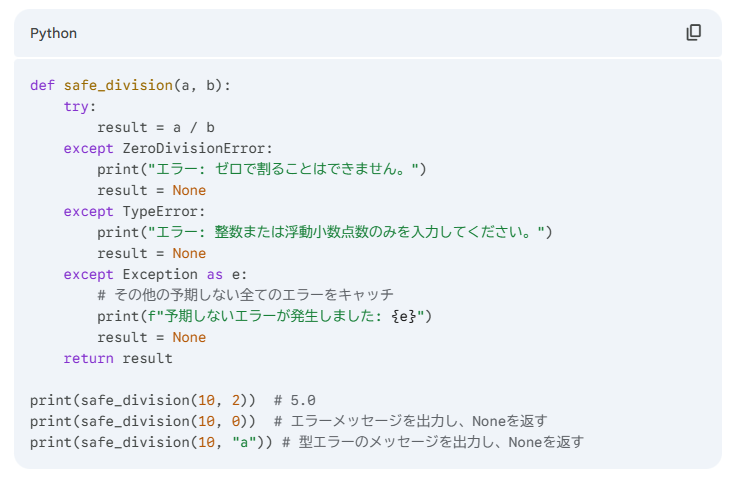 Python
def safe_division(a, b):
    try:
        result = a / b
    except ZeroDivisionError:
        print("エラー: ゼロで割ることはできません。")
        result = None
    except TypeError:
        print("エラー: 整数または浮動小数点数のみを入力してください。")
        result = None
    except Exception as e:
        # その他の予期しない全てのエラーをキャッチ
        print(f"予期しないエラーが発生しました: {e}")
        result = None
    return result

print(safe_division(10, 2))  # 5.0
print(safe_division(10, 0))  # エラーメッセージを出力し、Noneを返す
print(safe_division(10, "a")) # 型エラーのメッセージを出力し、Noneを返す